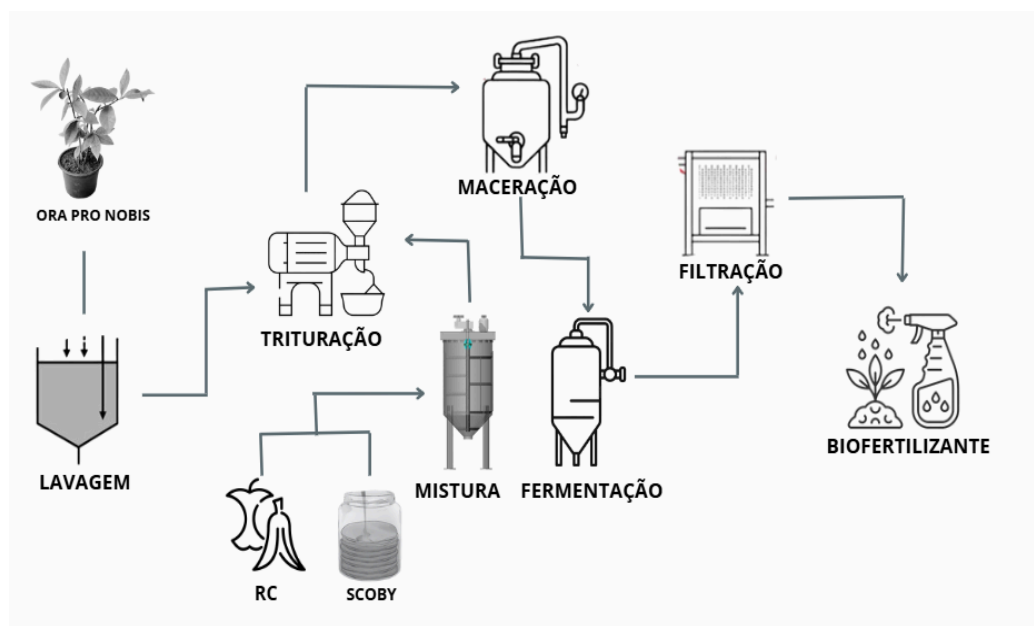 ORA PRO NOBIS
LAVAGEM
TRITURAÇÃO
RC
SCOBY
MISTURA
MACERAÇÃO
FERMENTAÇÃO
FILTRAÇÃO
BIOFERTILIZANTE